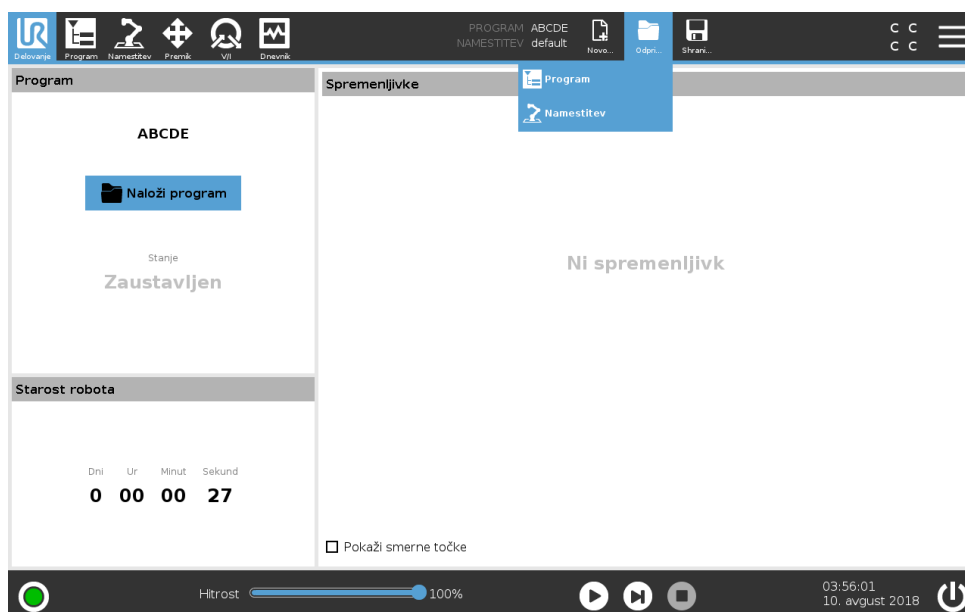 UR
Delovanje Program Namestitev Premik V/I Dnevnik
PROGRAM ABCDE
NAMESTITEV default
Novo... Odpri... Shrani...
C C
C C
Program
Namestitev
Program
ABCDE
Naloži program
Stanje
Zaustavljen
Starost robota
Dni Ur Minut Sekund
0 00 00 27
Spremenljivke
Ni spremenljivk
Pokaži smerne točke
Hitrost 100%
03:56:01
10. avgust 2018